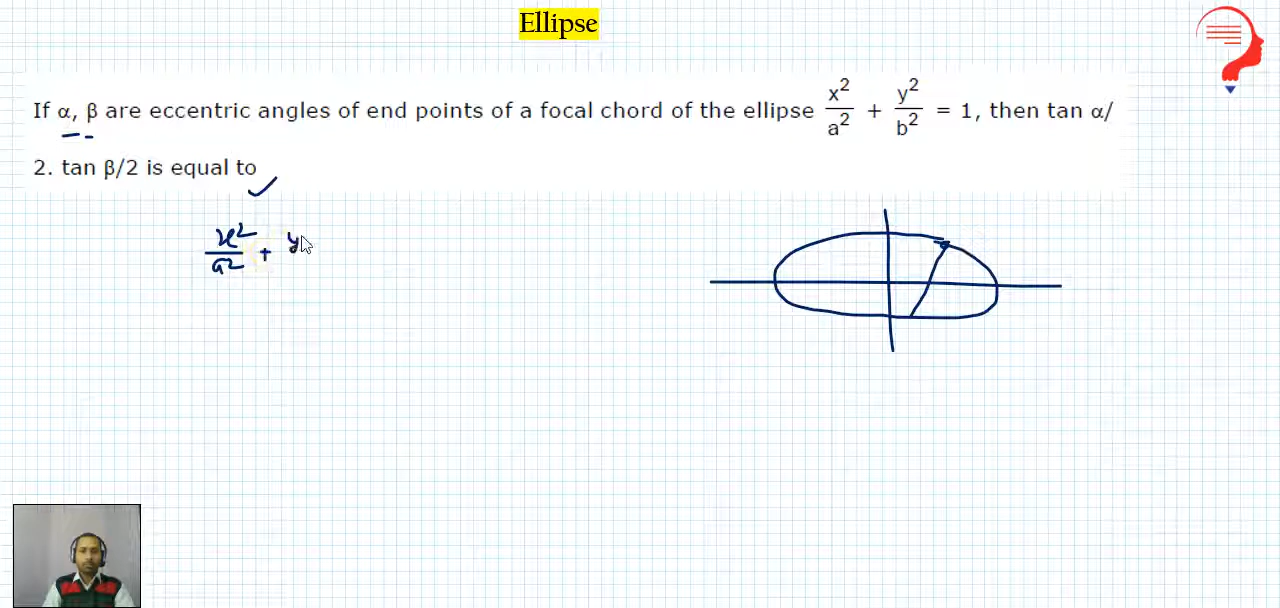 Ellipse
If α, β are eccentric angles of end points of a focal chord of the ellipse x²/a² + y²/b² = 1, then tan α/
2. tan β/2 is equal to
x²/a² + y